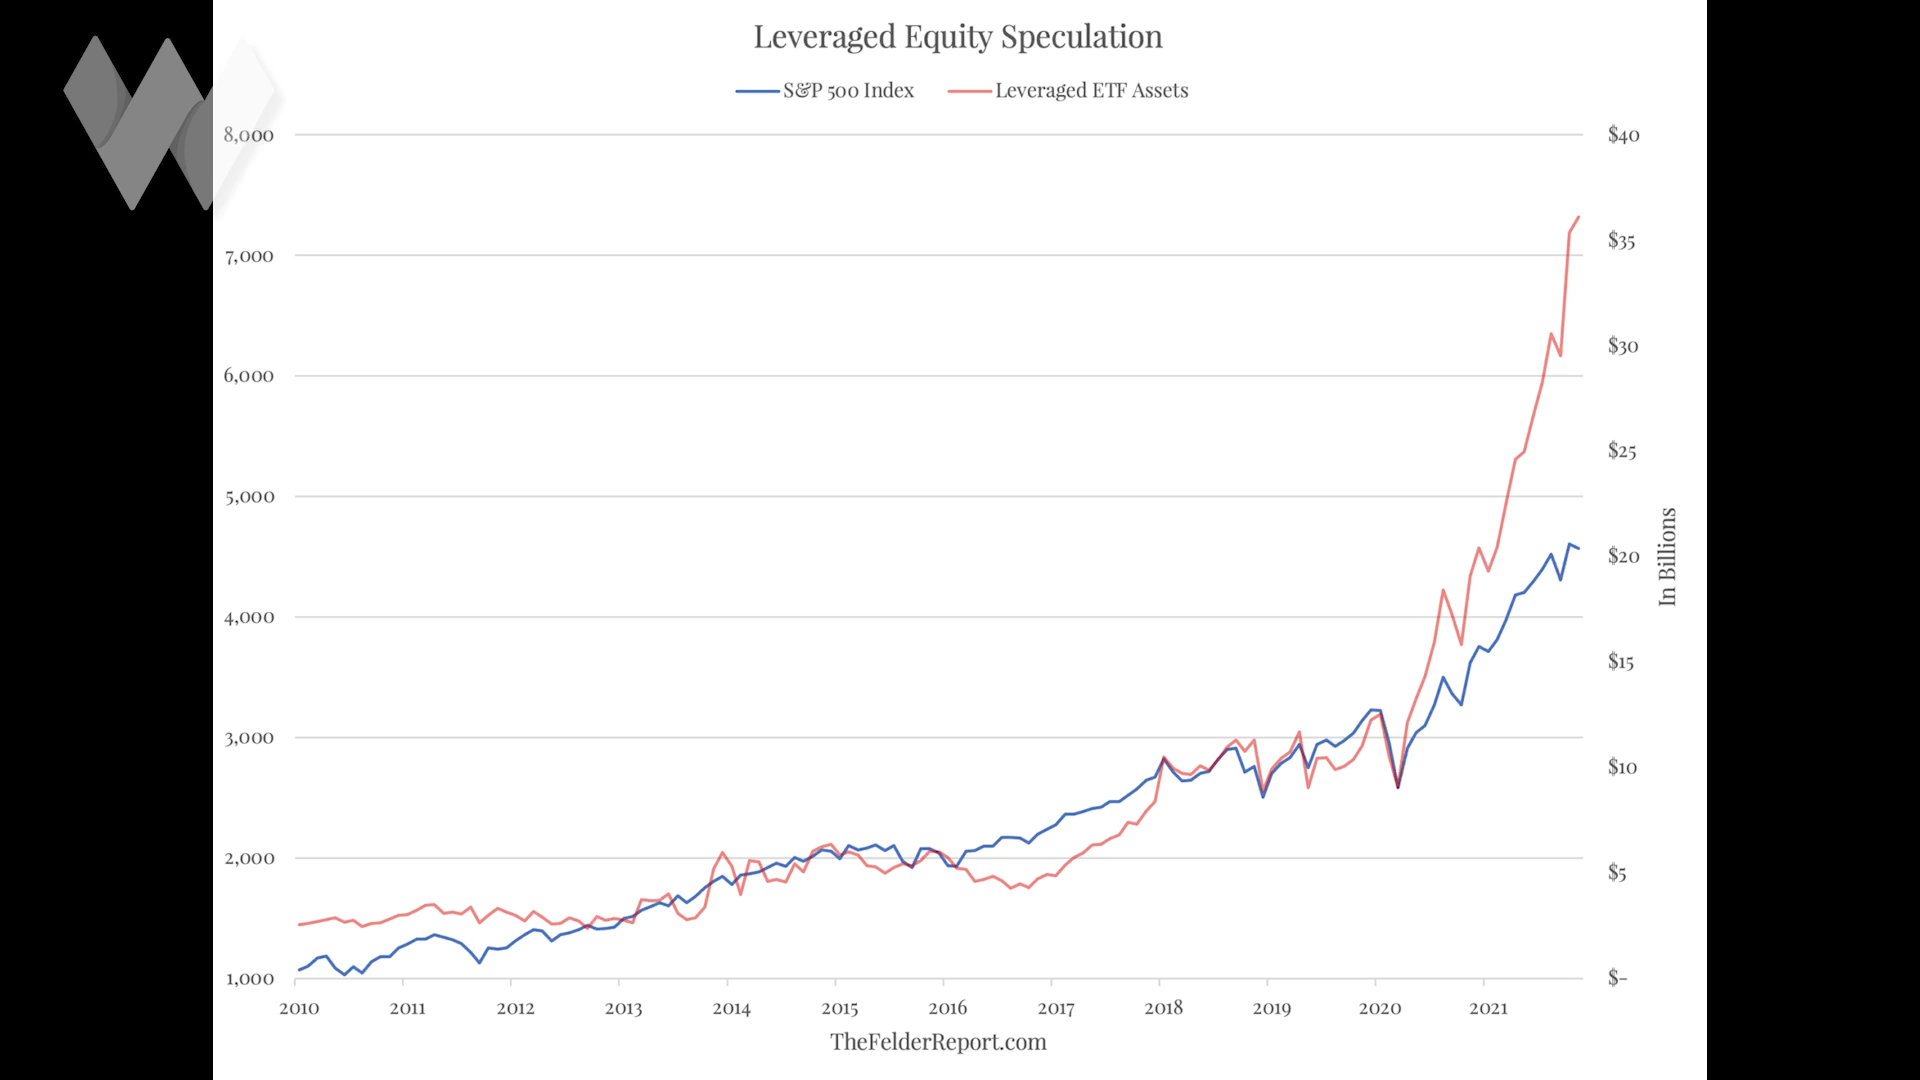 Leveraged Equity Speculation
S&P 500 Index Leveraged ETF Assets
8,000 $40
7,000 $35
6,000 $30
5,000 $25
4,000 $20
3,000 $15
2,000 $10
1,000 $5
$–
In Billions
2010 2011 2012 2013 2014 2015 2016 2017 2018 2019 2020 2021
TheFelderReport.com